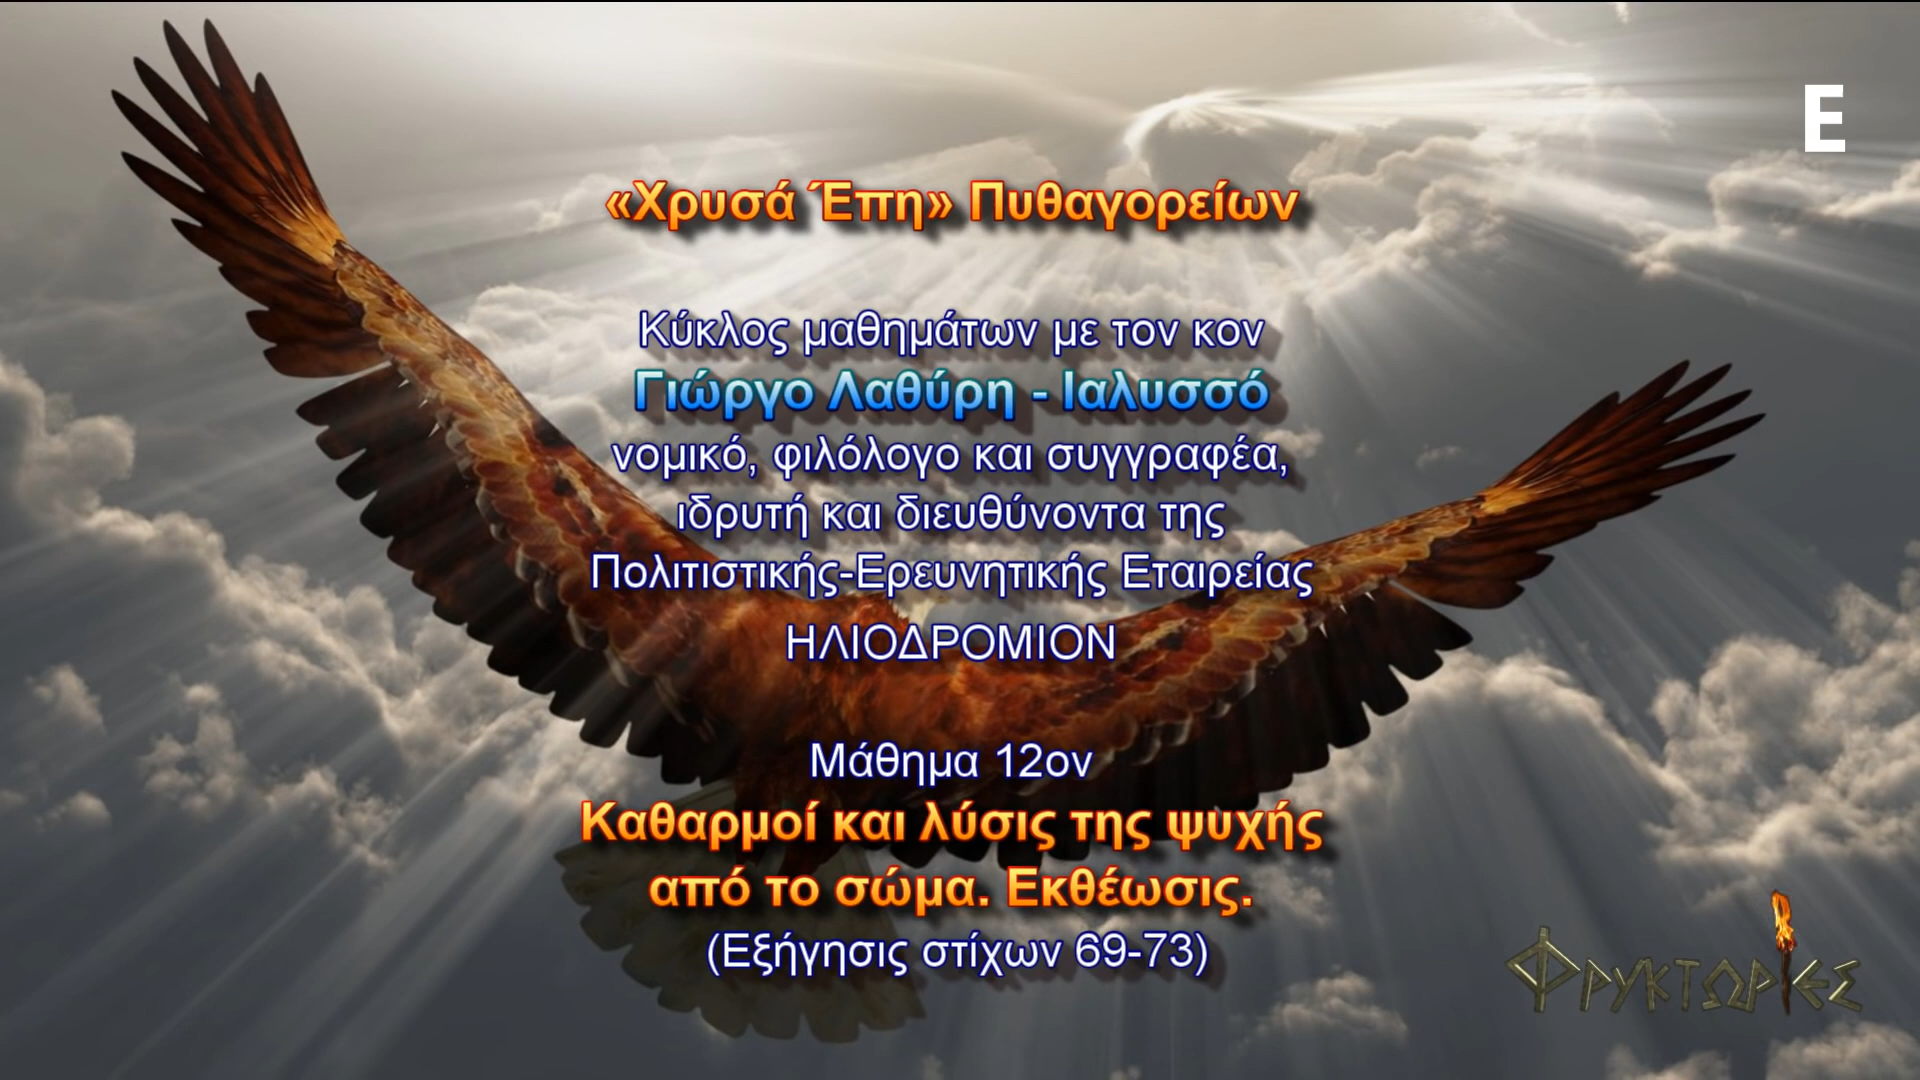 Ε
«Χρυσά Έπη» Πυθαγορείων
Κύκλος μαθημάτων με τον κον
Γιώργο Λαθύρη - Ιαλυσσό
νομικό, φιλόλογο και συγγραφέα,
ιδρυτή και διευθύνοντα της
Πολιτιστικής-Ερευνητικής Εταιρείας
ΗΛΙΟΔΡΟΜΙΟΝ
Μάθημα 12ον
Καθαρμοί και λύσις της ψυχής
από το σώμα. Εκθέωσις.
(Εξήγησις στίχων 69-73)
ΦΡΥΚΤΩΡΙΕΣ